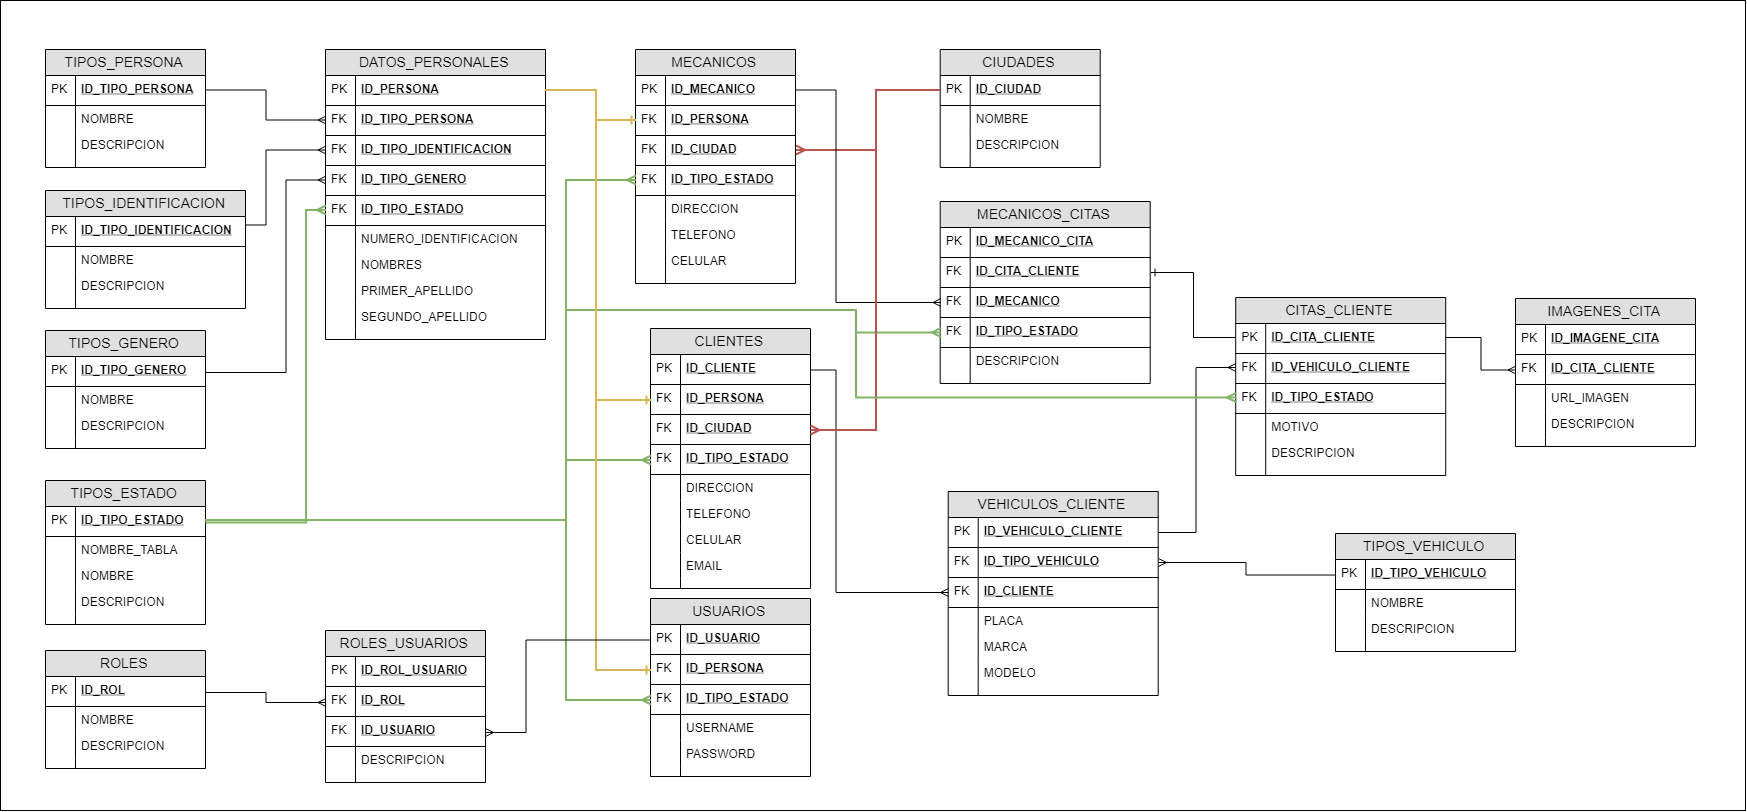 TIPOS_PERSONA
PK ID_TIPO_PERSONA
NOMBRE
DESCRIPCION
TIPOS_IDENTIFICACION
PK ID_TIPO_IDENTIFICACION
NOMBRE
DESCRIPCION
TIPOS_GENERO
PK ID_TIPO_GENERO
NOMBRE
DESCRIPCION
TIPOS_ESTADO
PK ID_TIPO_ESTADO
NOMBRE_TABLA
NOMBRE
DESCRIPCION
ROLES
PK ID_ROL
NOMBRE
DESCRIPCION
DATOS_PERSONALES
PK ID_PERSONA
FK ID_TIPO_PERSONA
FK ID_TIPO_IDENTIFICACION
FK ID_TIPO_GENERO
FK ID_TIPO_ESTADO
NUMERO_IDENTIFICACION
NOMBRES
PRIMER_APELLIDO
SEGUNDO_APELLIDO
ROLES_USUARIOS
PK ID_ROL_USUARIO
FK ID_ROL
FK ID_USUARIO
DESCRIPCION
MECANICOS
PK ID_MECANICO
FK ID_PERSONA
FK ID_CIUDAD
FK ID_TIPO_ESTADO
DIRECCION
TELEFONO
CELULAR
CLIENTES
PK ID_CLIENTE
FK ID_PERSONA
FK ID_CIUDAD
FK ID_TIPO_ESTADO
DIRECCION
TELEFONO
CELULAR
EMAIL
USUARIOS
PK ID_USUARIO
FK ID_PERSONA
FK ID_TIPO_ESTADO
USERNAME
PASSWORD
CIUDADES
PK ID_CIUDAD
NOMBRE
DESCRIPCION
MECANICOS_CITAS
PK ID_MECANICO_CITA
FK ID_CITA_CLIENTE
FK ID_MECANICO
FK ID_TIPO_ESTADO
DESCRIPCION
VEHICULOS_CLIENTE
PK ID_VEHICULO_CLIENTE
FK ID_TIPO_VEHICULO
FK ID_CLIENTE
PLACA
MARCA
MODELO
CITAS_CLIENTE
PK ID_CITA_CLIENTE
FK ID_VEHICULO_CLIENTE
FK ID_TIPO_ESTADO
MOTIVO
DESCRIPCION
IMAGENES_CITA
PK ID_IMAGENE_CITA
FK ID_CITA_CLIENTE
URL_IMAGEN
DESCRIPCION
TIPOS_VEHICULO
PK ID_TIPO_VEHICULO
NOMBRE
DESCRIPCION